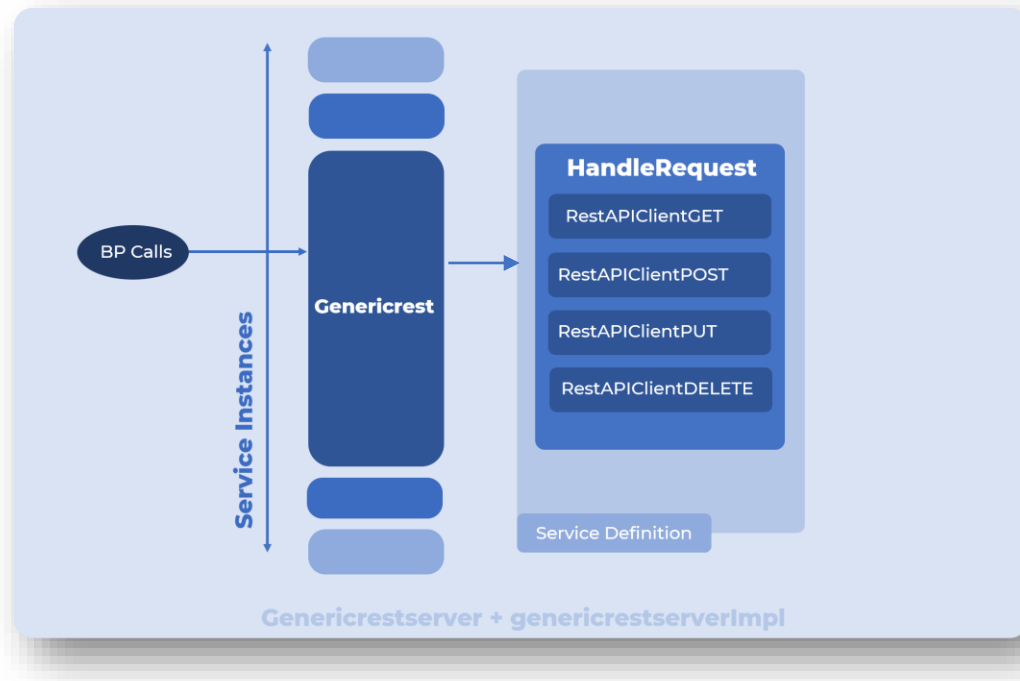 BP Calls
Service Instances
Genericrest
HandleRequest
RestAPIClientGET
RestAPIClientPOST
RestAPIClientPUT
RestAPIClientDELETE
Service Definition
Genericrestserver + genericrestserverImpl